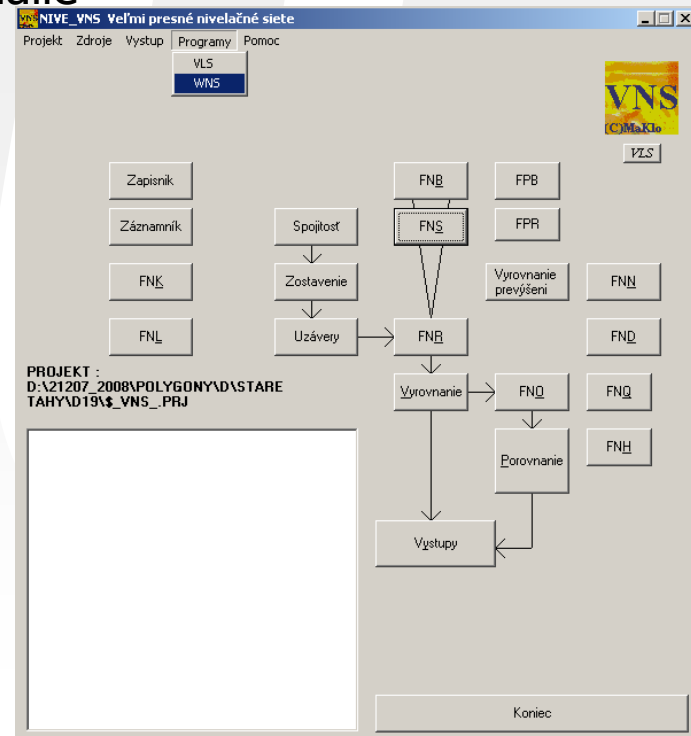 NIVE_VNS Veľmi presné nivelačné siete
Projekt Zdroje Vystup Programy Pomoc
VLS
WNS
VNS
(C)MaKlo
VLS
Zapisnik
FNB
FPB
Záznamník
Spojitosť
FNS
FPR
FNK
Zostavenie
Vyrovnanie prevýšeni
FNN
FNL
Uzávery
FNR
FND
PROJEKT :
D:\21207_2008\POLYGONY\D\STARE
TAHY\D19\$_VNS_.PRJ
Vyrovnanie
FNO
FNQ
Porovnanie
FNH
Vystupy
Koniec